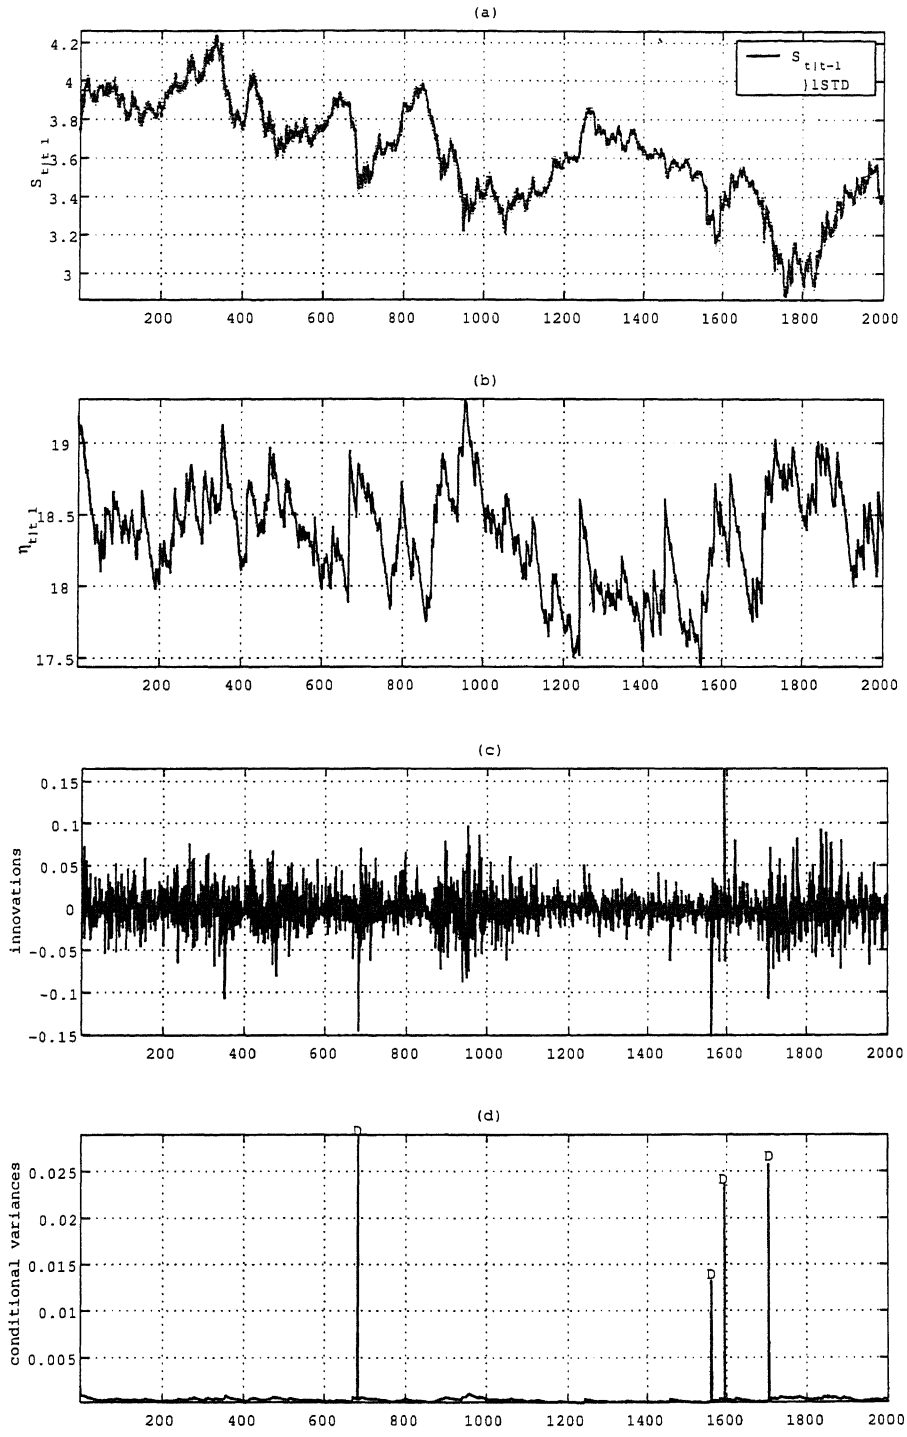 (a)
4.2
4
3.8
3.6
3.4
3.2
3
S t|t 1
S t|t-1
}1STD
200 400 600 800 1000 1200 1400 1600 1800 2000
(b)
19
18.5
18
17.5
η t|t 1
200 400 600 800 1000 1200 1400 1600 1800 2000
(c)
0.15
0.1
0.05
0
-0.05
-0.1
-0.15
innovations
200 400 600 800 1000 1200 1400 1600 1800 2000
(d)
D
D
D
D
0.025
0.02
0.015
0.01
0.005
conditional variances
200 400 600 800 1000 1200 1400 1600 1800 2000